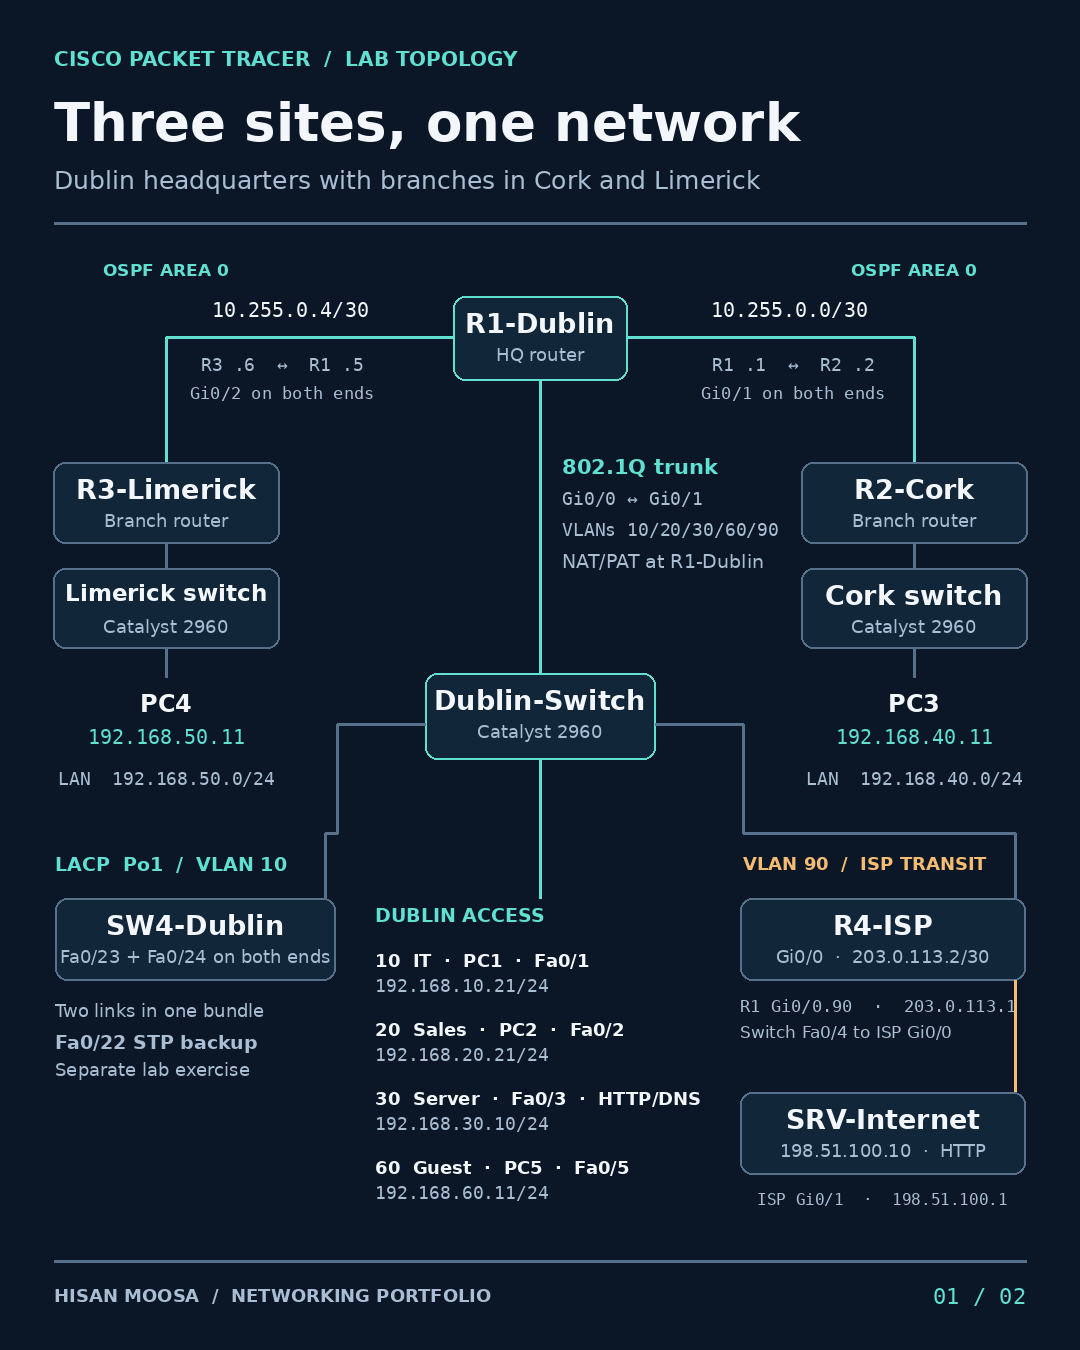 CISCO PACKET TRACER / LAB TOPOLOGY
Three sites, one network
Dublin headquarters with branches in Cork and Limerick
OSPF AREA 0
OSPF AREA 0
10.255.0.4/30
R3 .6 ↔ R1 .5
Gi0/2 on both ends
R1-Dublin
HQ router
10.255.0.0/30
R1 .1 ↔ R2 .2
Gi0/1 on both ends
R3-Limerick
Branch router
Limerick switch
Catalyst 2960
PC4
192.168.50.11
LAN 192.168.50.0/24
802.1Q trunk
Gi0/0 ↔ Gi0/1
VLANs 10/20/30/60/90
NAT/PAT at R1-Dublin
R2-Cork
Branch router
Cork switch
Catalyst 2960
PC3
192.168.40.11
LAN 192.168.40.0/24
Dublin-Switch
Catalyst 2960
LACP Po1 / VLAN 10
SW4-Dublin
Fa0/23 + Fa0/24 on both ends
Two links in one bundle
Fa0/22 STP backup
Separate lab exercise
DUBLIN ACCESS
10 IT · PC1 · Fa0/1
192.168.10.21/24
20 Sales · PC2 · Fa0/2
192.168.20.21/24
30 Server · Fa0/3 · HTTP/DNS
192.168.30.10/24
60 Guest · PC5 · Fa0/5
192.168.60.11/24
VLAN 90 / ISP TRANSIT
R4-ISP
Gi0/0 · 203.0.113.2/30
R1 Gi0/0.90 · 203.0.113.1
Switch Fa0/4 to ISP Gi0/0
SRV-Internet
198.51.100.10 · HTTP
ISP Gi0/1 · 198.51.100.1
HISAN MOOSA / NETWORKING PORTFOLIO
01 / 02